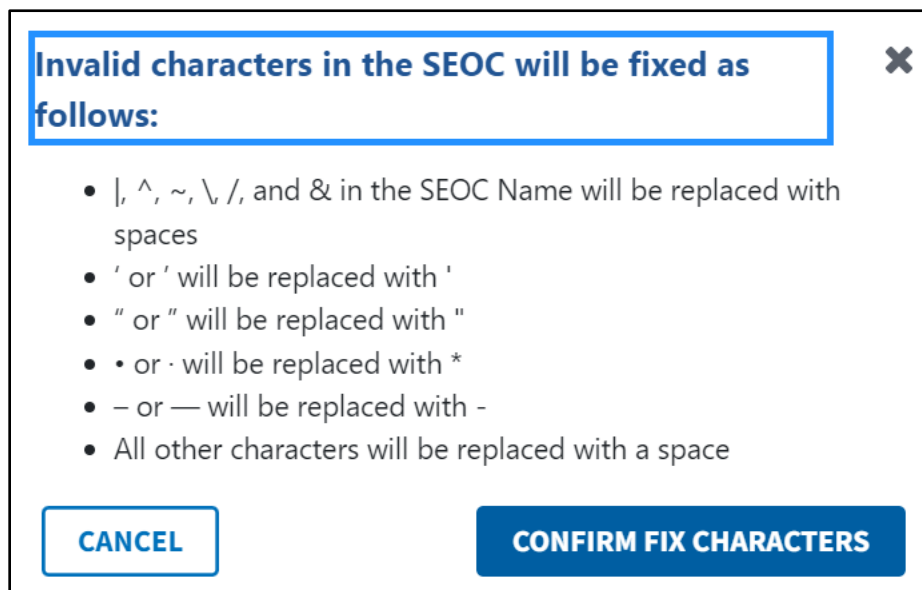 Invalid characters in the SEOC will be fixed as
follows:
✖
• |, ^, ~, \, /, and & in the SEOC Name will be replaced with
spaces
• ‘ or ’ will be replaced with '
• “ or ” will be replaced with "
• • or · will be replaced with *
• – or — will be replaced with -
• All other characters will be replaced with a space
CANCEL
CONFIRM FIX CHARACTERS